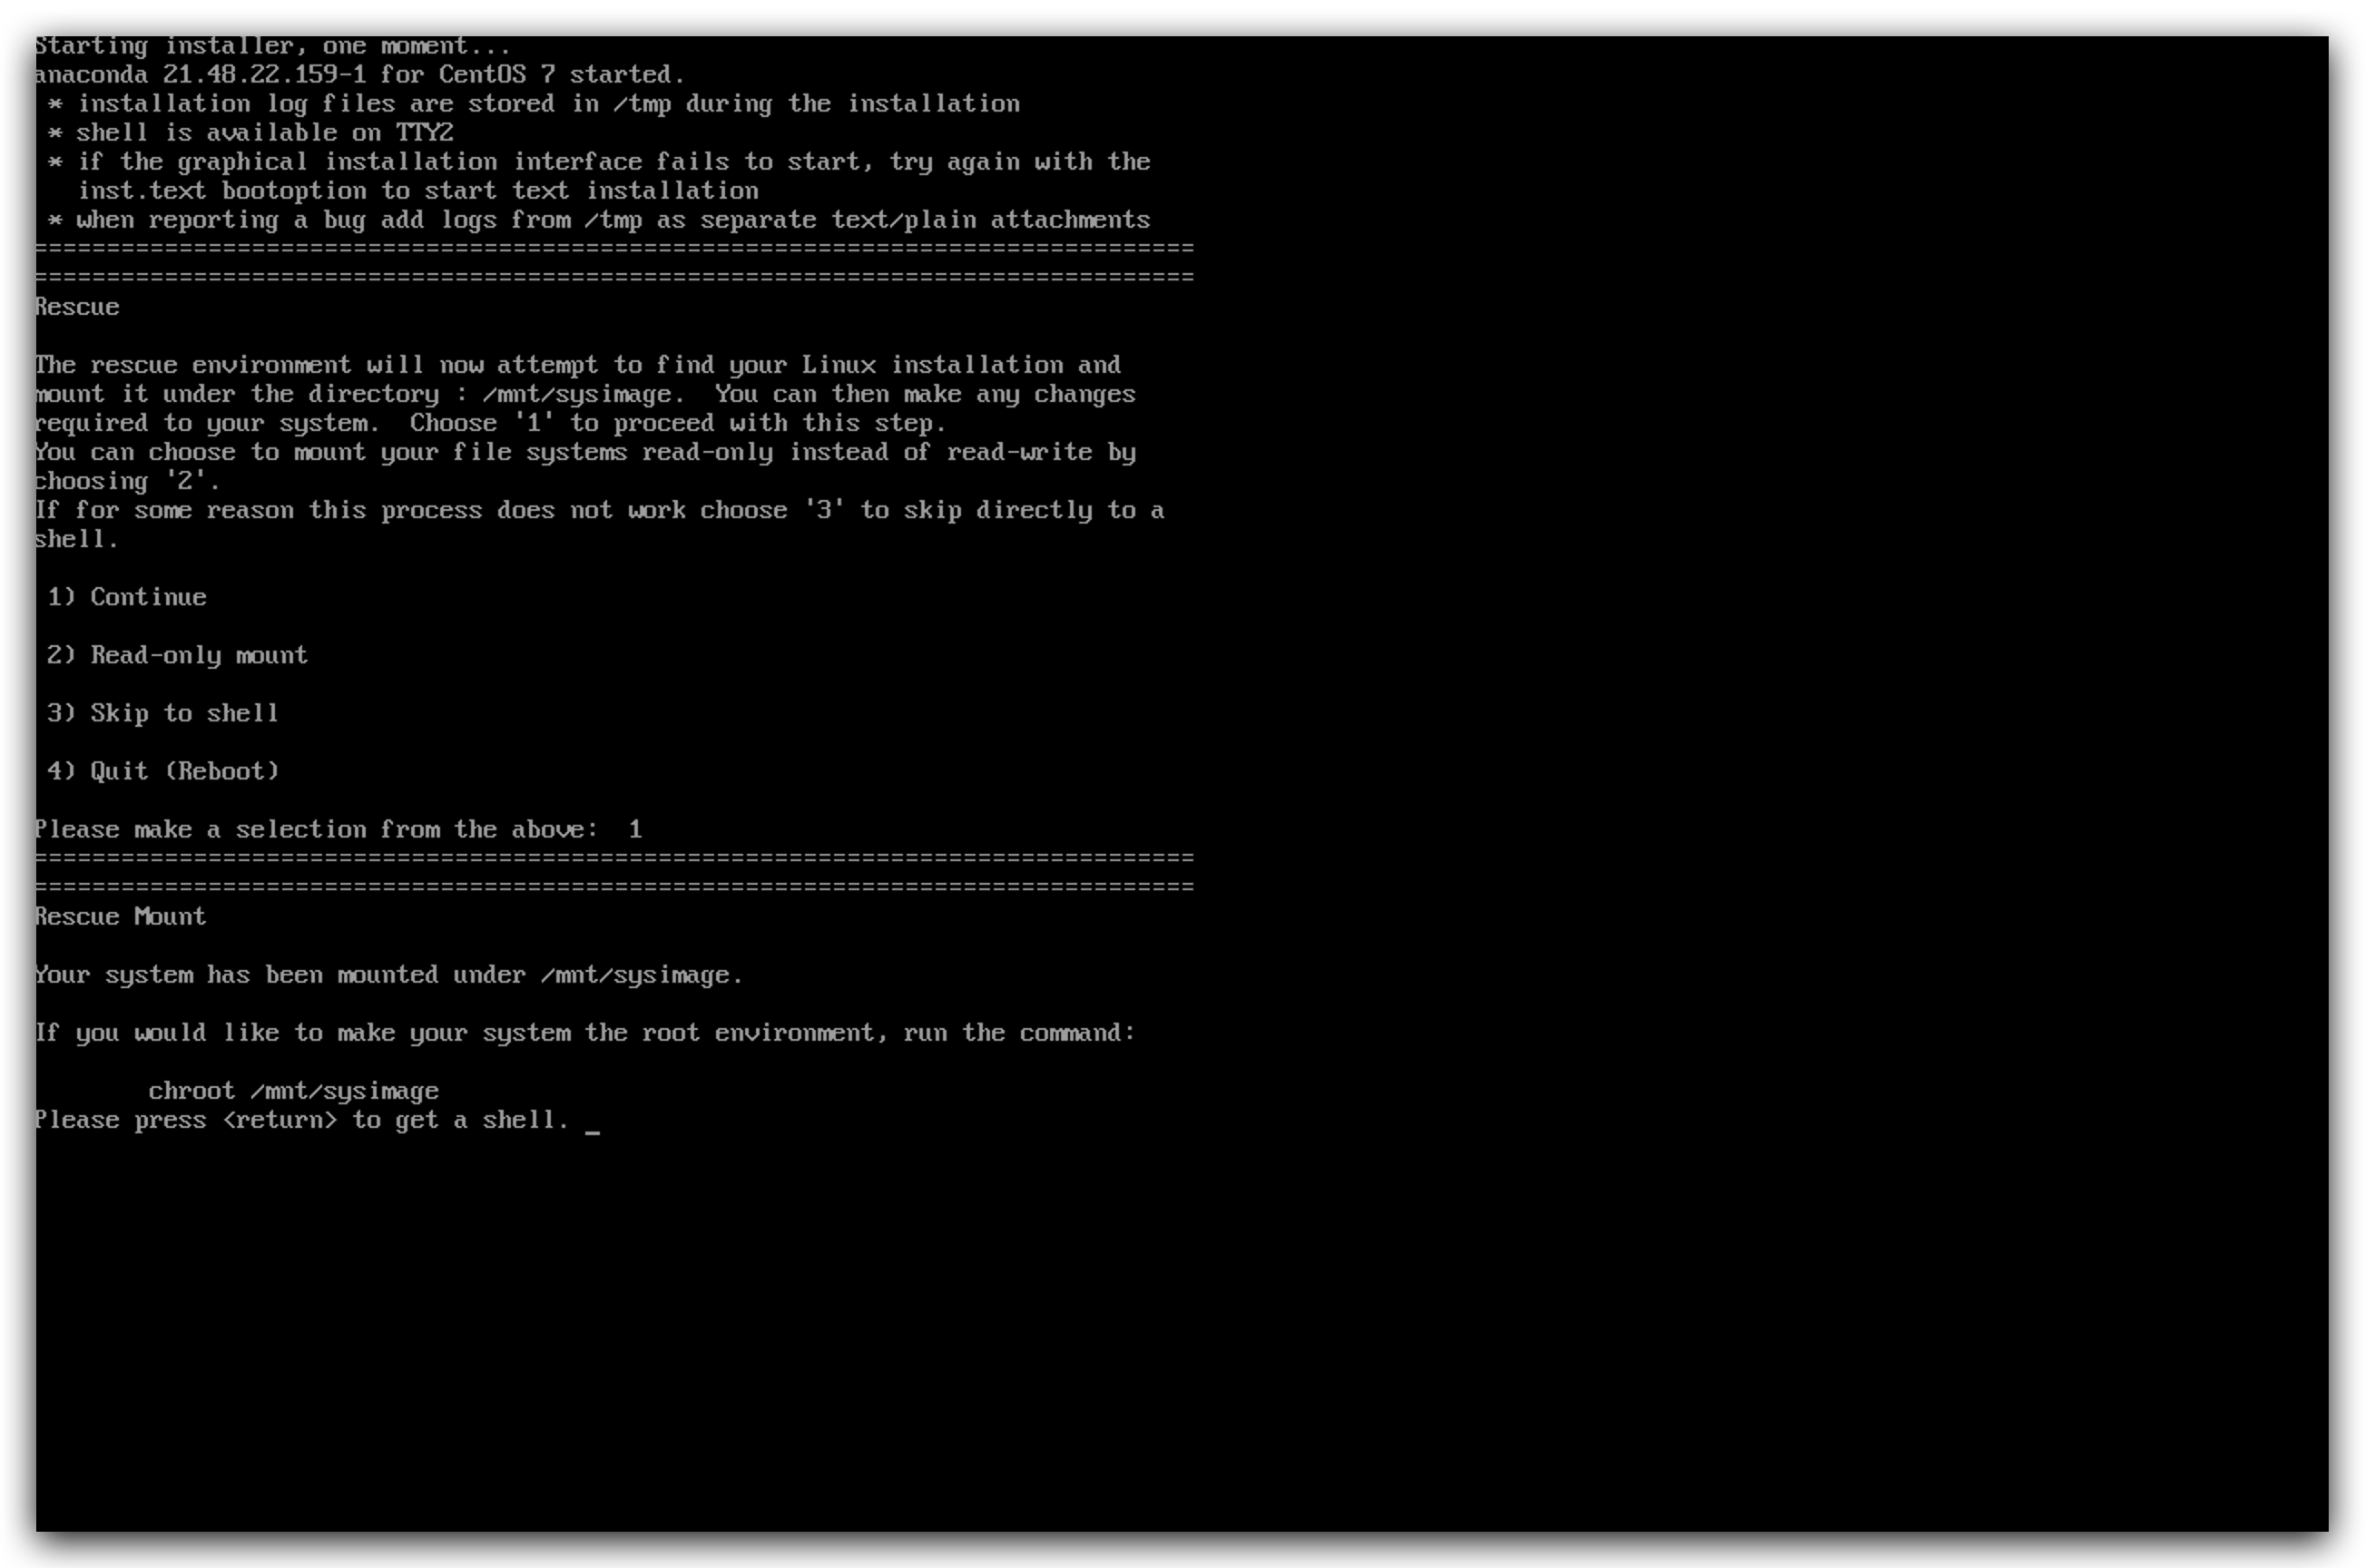 Starting installer, one moment...
anaconda 21.48.22.159-1 for CentOS 7 started.
 * installation log files are stored in /tmp during the installation
 * shell is available on TTY2
 * if the graphical installation interface fails to start, try again with the
   inst.text bootoption to start text installation
 * when reporting a bug add logs from /tmp as separate text/plain attachments
================================================================================
================================================================================
Rescue
The rescue environment will now attempt to find your Linux installation and
mount it under the directory : /mnt/sysimage.  You can then make any changes
required to your system.  Choose '1' to proceed with this step.
You can choose to mount your file systems read-only instead of read-write by
choosing '2'.
If for some reason this process does not work choose '3' to skip directly to a
shell.
 1) Continue
 2) Read-only mount
 3) Skip to shell
 4) Quit (Reboot)
Please make a selection from the above:  1
================================================================================
================================================================================
Rescue Mount
Your system has been mounted under /mnt/sysimage.
If you would like to make your system the root environment, run the command:
        chroot /mnt/sysimage
Please press <return> to get a shell. _